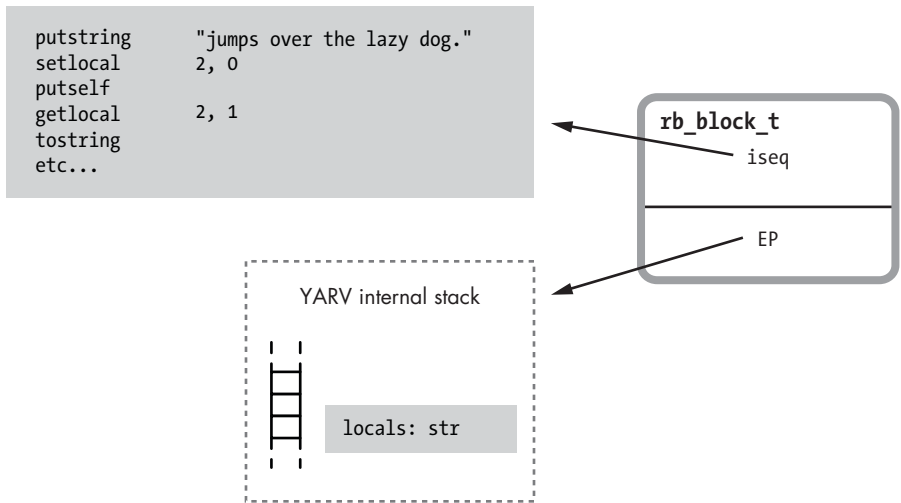 putstring "jumps over the lazy dog."
setlocal 2, 0
putself
getlocal 2, 1
tostring
etc...
rb_block_t
iseq
EP
YARV internal stack
locals: str